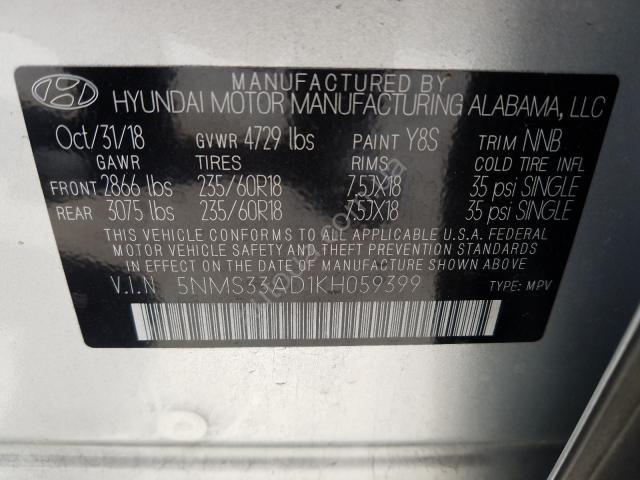 MANUFACTURED BY
HYUNDAI MOTOR MANUFACTURING ALABAMA, LLC
Oct/31/18 GVWR 4729 lbs PAINT Y8S TRIM NNB
GAWR TIRES RIMS COLD TIRE INFL
FRONT 2866 lbs 235/60R18 7.5JX18 35 psi SINGLE
REAR 3075 lbs 235/60R18 7.5JX18 35 psi SINGLE
THIS VEHICLE CONFORMS TO ALL APPLICABLE U.S.A. FEDERAL
MOTOR VEHICLE SAFETY AND THEFT PREVENTION STANDARDS
IN EFFECT ON THE DATE OF MANUFACTURE SHOWN ABOVE.
V.I.N 5NMS33AD1KH059399 TYPE: MPV